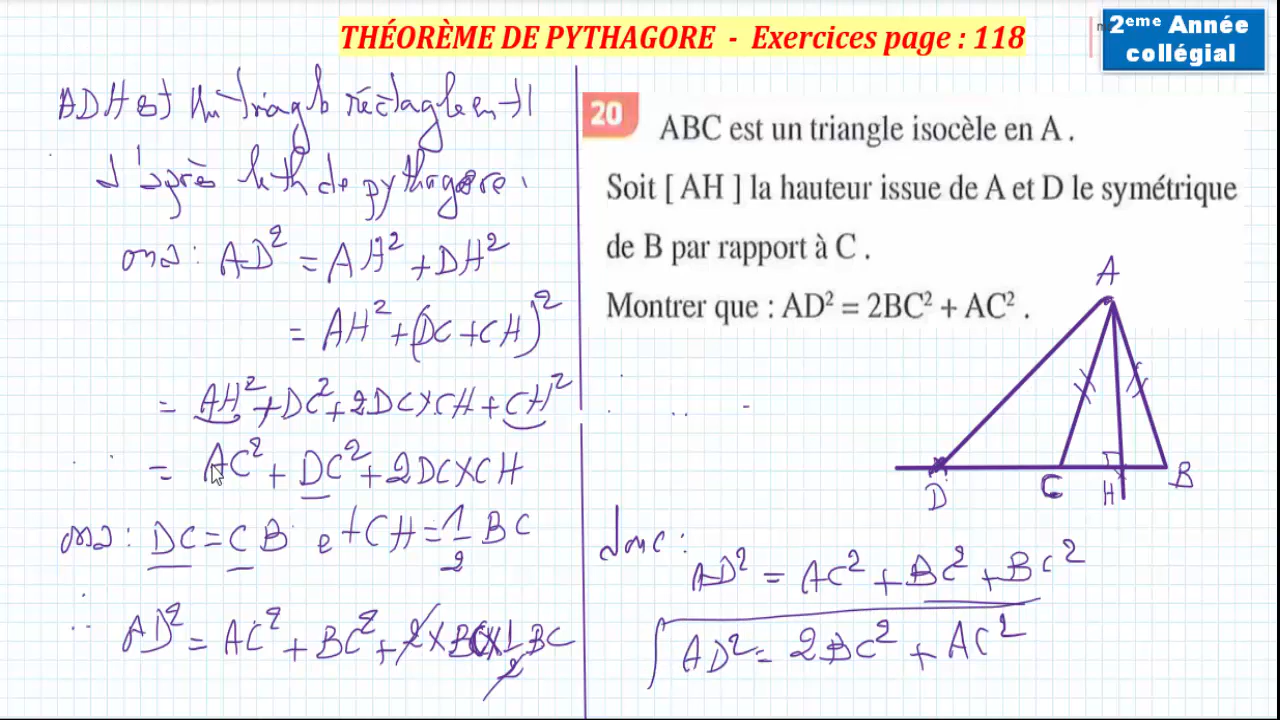 THÉORÈME DE PYTHAGORE - Exercices page : 118
2eme Année
collégial
ADH est un triangle réctagle en H
d'après le th de pythagore.
on a : AD² = AH² + DH²
= AH² + (DC + CH)²
= AH² + DC² + 2DC×CH + CH²
= AC² + DC² + 2DC×CH
on a : DC = CB et CH = 1/2 BC
∴ AD² = AC² + BC² + 2×BC×1/2 BC
20
ABC est un triangle isocèle en A .
Soit [ AH ] la hauteur issue de A et D le symétrique
de B par rapport à C .
Montrer que : AD² = 2BC² + AC² .
A
D C H B
donc :
AD² = AC² + BC² + BC²
AD² = 2BC² + AC²